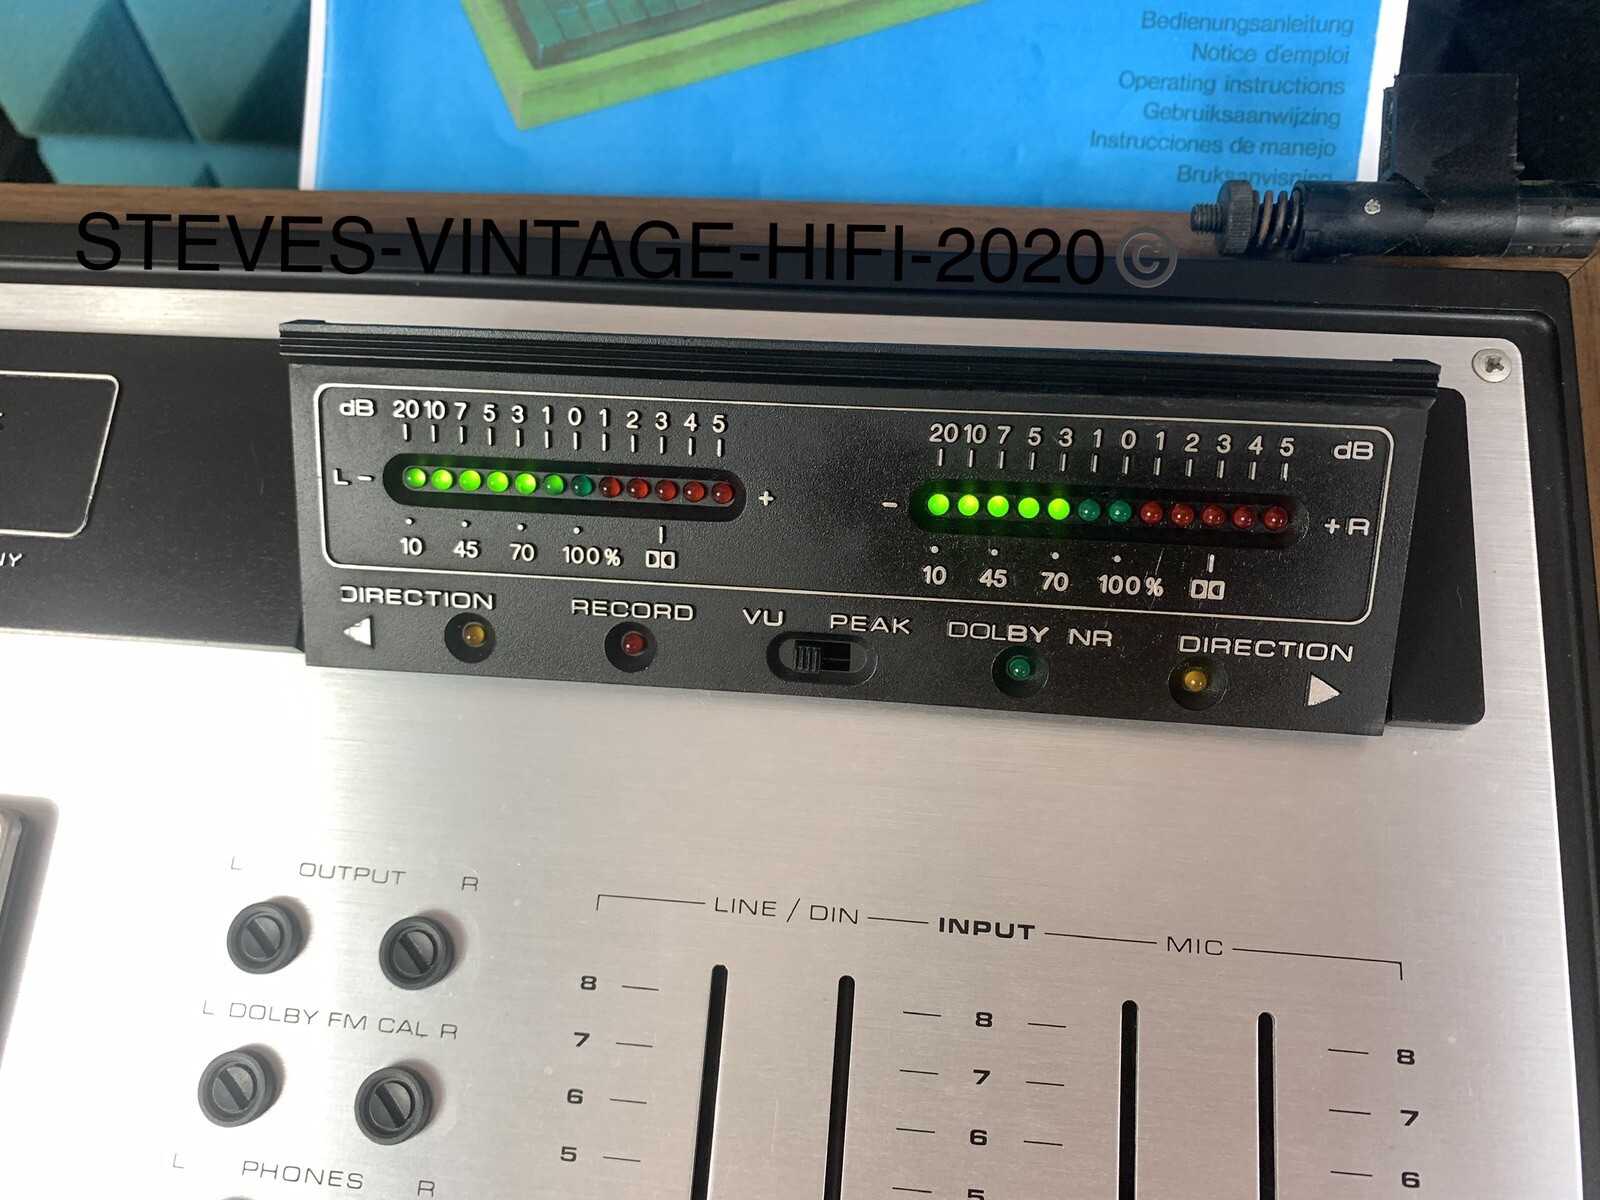 Bedienungsanleitung
Notice d'emploi
Operating instructions
Gebruiksaanwijzing
Instrucciones de manejo
Bruksanvisning
STEVES-VINTAGE-HIFI-2020©
dB 20 10 7 5 3 1 0 1 2 3 4 5
L - +
10 45 70 100%
20 10 7 5 3 1 0 1 2 3 4 5 dB
- + R
10 45 70 100%
DIRECTION RECORD VU PEAK DOLBY NR DIRECTION
L OUTPUT R
L DOLBY FM CAL R
L PHONES R
LINE / DIN INPUT MIC
8 8 8
7 7 7
6 6 6
5 5